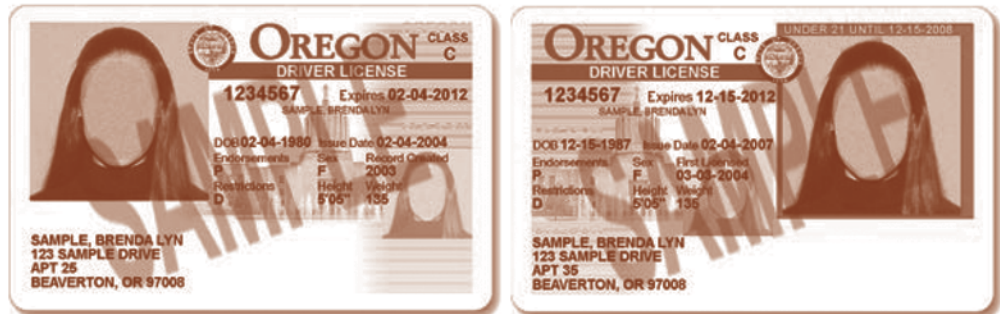 OREGON CLASS
C
DRIVER LICENSE
1234567 Expires 02-04-2012
SAMPLE, BRENDA LYN
DOB 02-04-1980 Issue Date 02-04-2004
Endorsements Sex Record Created
P F 2003
Restrictions Height Weight
D 5'05" 135
SAMPLE, BRENDA LYN
123 SAMPLE DRIVE
APT 25
BEAVERTON, OR 97008
SAMPLE
UNDER 21 UNTIL 12-15-2008
OREGON CLASS
C
DRIVER LICENSE
1234567 Expires 12-15-2012
SAMPLE, BRENDA LYN
DOB 12-15-1987 Issue Date 02-04-2007
Endorsements Sex First Licensed
P F 03-03-2004
Restrictions Height Weight
D 5'05" 135
SAMPLE, BRENDA LYN
123 SAMPLE DRIVE
APT 35
BEAVERTON, OR 97008
SAMPLE